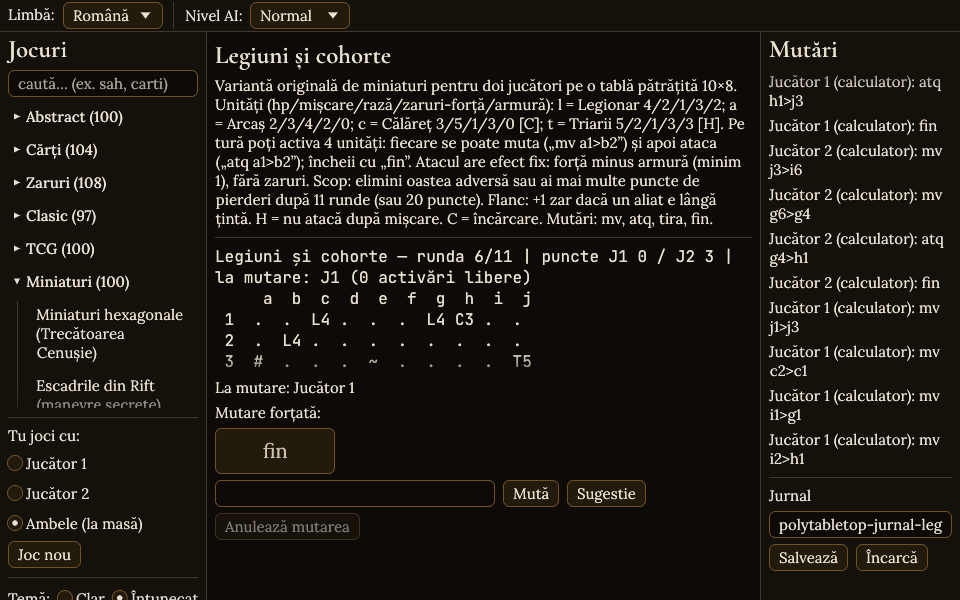 Limbă:
Română
Nivel AI:
Normal
Jocuri
caută... (ex. sah, carti)
Abstract (100)
Cărți (104)
Zaruri (108)
Clasic (97)
TCG (100)
Miniaturi (100)
Miniaturi hexagonale
(Trecătoarea
Cenușie)
Escadrile din Rift
(manevre secrete)
Tu joci cu:
Jucător 1
Jucător 2
Ambele (la masă)
Joc nou
Temă:
Clar
Întunecat
Legiuni și cohorte
Variantă originală de miniaturi pentru doi jucători pe o tablă pătrățită 10×8.
Unități (hp/mișcare/rază/zaruri-forță/armură): l = Legionar 4/2/1/3/2; a
= Arcaș 2/3/4/2/0; c = Călăreț 3/5/1/3/0 [C]; t = Triarii 5/2/1/3/3 [H]. Pe
tură poți activa 4 unități: fiecare se poate muta („mv a1>b2”) și apoi ataca
(„atq a1>b2”); închei cu „fin”. Atacul are efect fix: forță minus armură (minim
1), fără zaruri. Scop: elimini oastea adversă sau ai mai multe puncte de
pierderi după 11 runde (sau 20 puncte). Flanc: +1 zar dacă un aliat e lângă
țintă. H = nu atacă după mișcare. C = încărcare. Mutări: mv, atq, tira, fin.
Legiuni și cohorte — runda 6/11 | puncte J1 0 / J2 3 |
la mutare: J1 (0 activări libere)
a b c d e f g h i j
1 . . L4 . . . L4 C3 . .
2 . L4 . . . . . . . .
3 # . . . ~ . . . . T5
La mutare: Jucător 1
Mutare forțată:
fin
Mută
Sugestie
Anulează mutarea
Mutări
Jucător 1 (calculator): atq
h1>j3
Jucător 1 (calculator): fin
Jucător 2 (calculator): mv
j3>i6
Jucător 2 (calculator): mv
g6>g4
Jucător 2 (calculator): atq
g4>h1
Jucător 2 (calculator): fin
Jucător 1 (calculator): mv
j1>j3
Jucător 1 (calculator): mv
c2>c1
Jucător 1 (calculator): mv
i1>g1
Jucător 1 (calculator): mv
i2>h1
Jurnal
polytabletop-jurnal-leg
Salvează
Încarcă